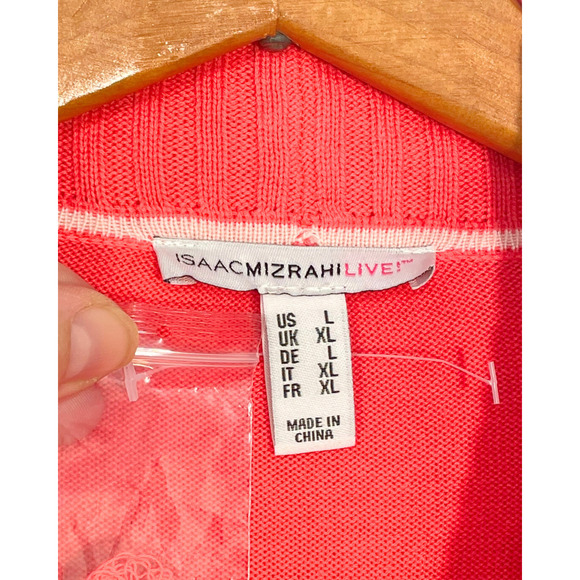 ISAACMIZRAHILIVE!™
US L
UK XL
DE L
IT XL
FR XL
MADE IN
CHINA